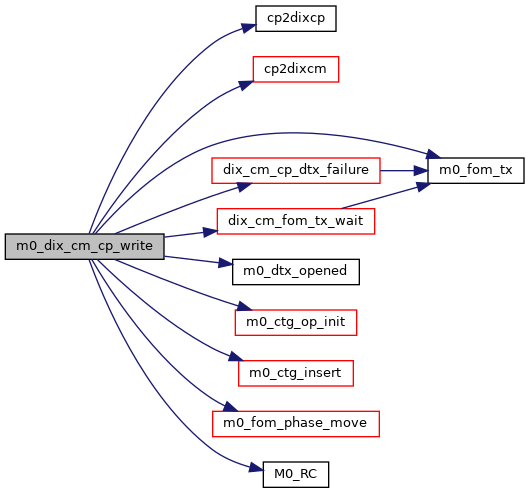 cp2dixcp
cp2dixcm
dix_cm_cp_dtx_failure
m0_fom_tx
dix_cm_fom_tx_wait
m0_dix_cm_cp_write
m0_dtx_opened
m0_ctg_op_init
m0_ctg_insert
m0_fom_phase_move
M0_RC